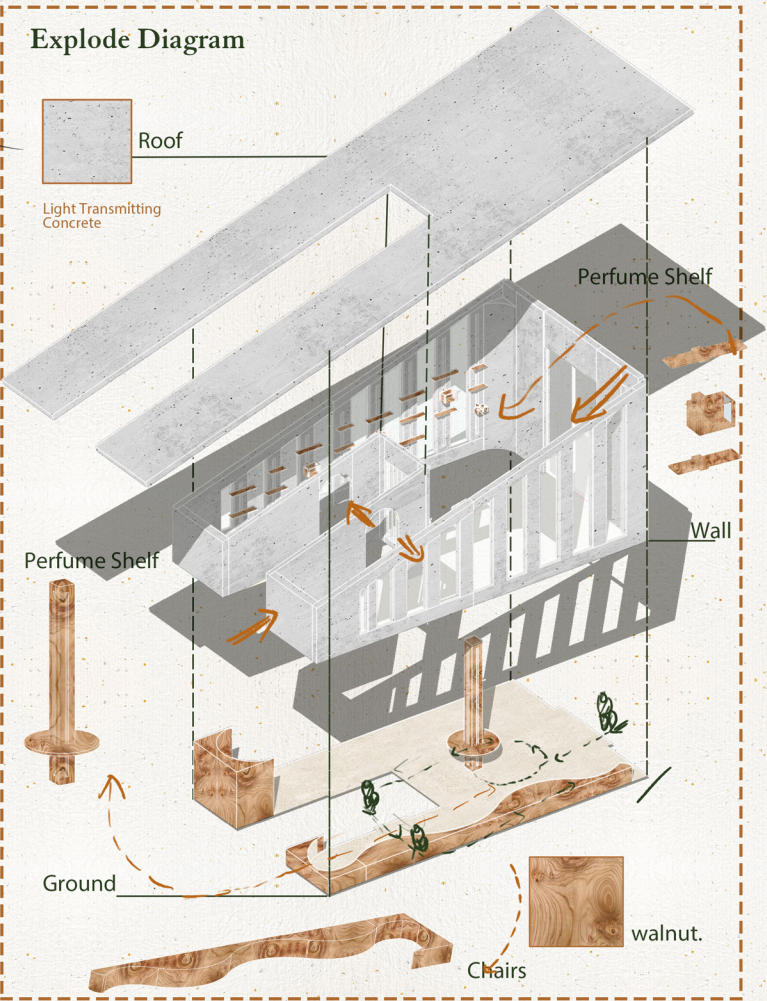 Explode Diagram
Roof
Light Transmitting
Concrete
Perfume Shelf
Wall
Perfume Shelf
Ground
walnut.
Chairs